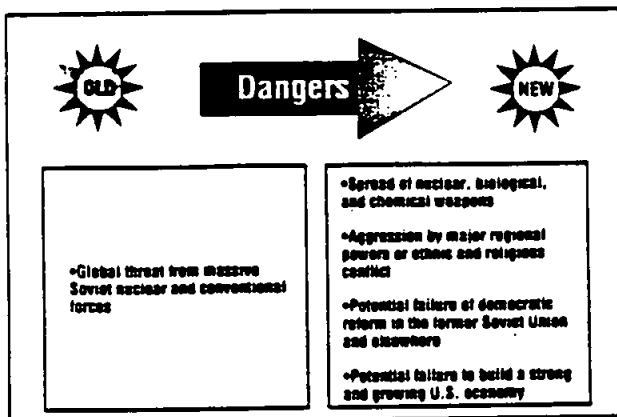 OLD
Dangers
NEW
•Global threat from massive
Soviet nuclear and conventional
forces
•Spread of nuclear, biological,
and chemical weapons
•Aggression by major regional
powers or ethnic and religious
conflict
•Potential failure of democratic
reform in the former Soviet Union
and elsewhere
•Potential failure to build a strong
and growing U.S. economy